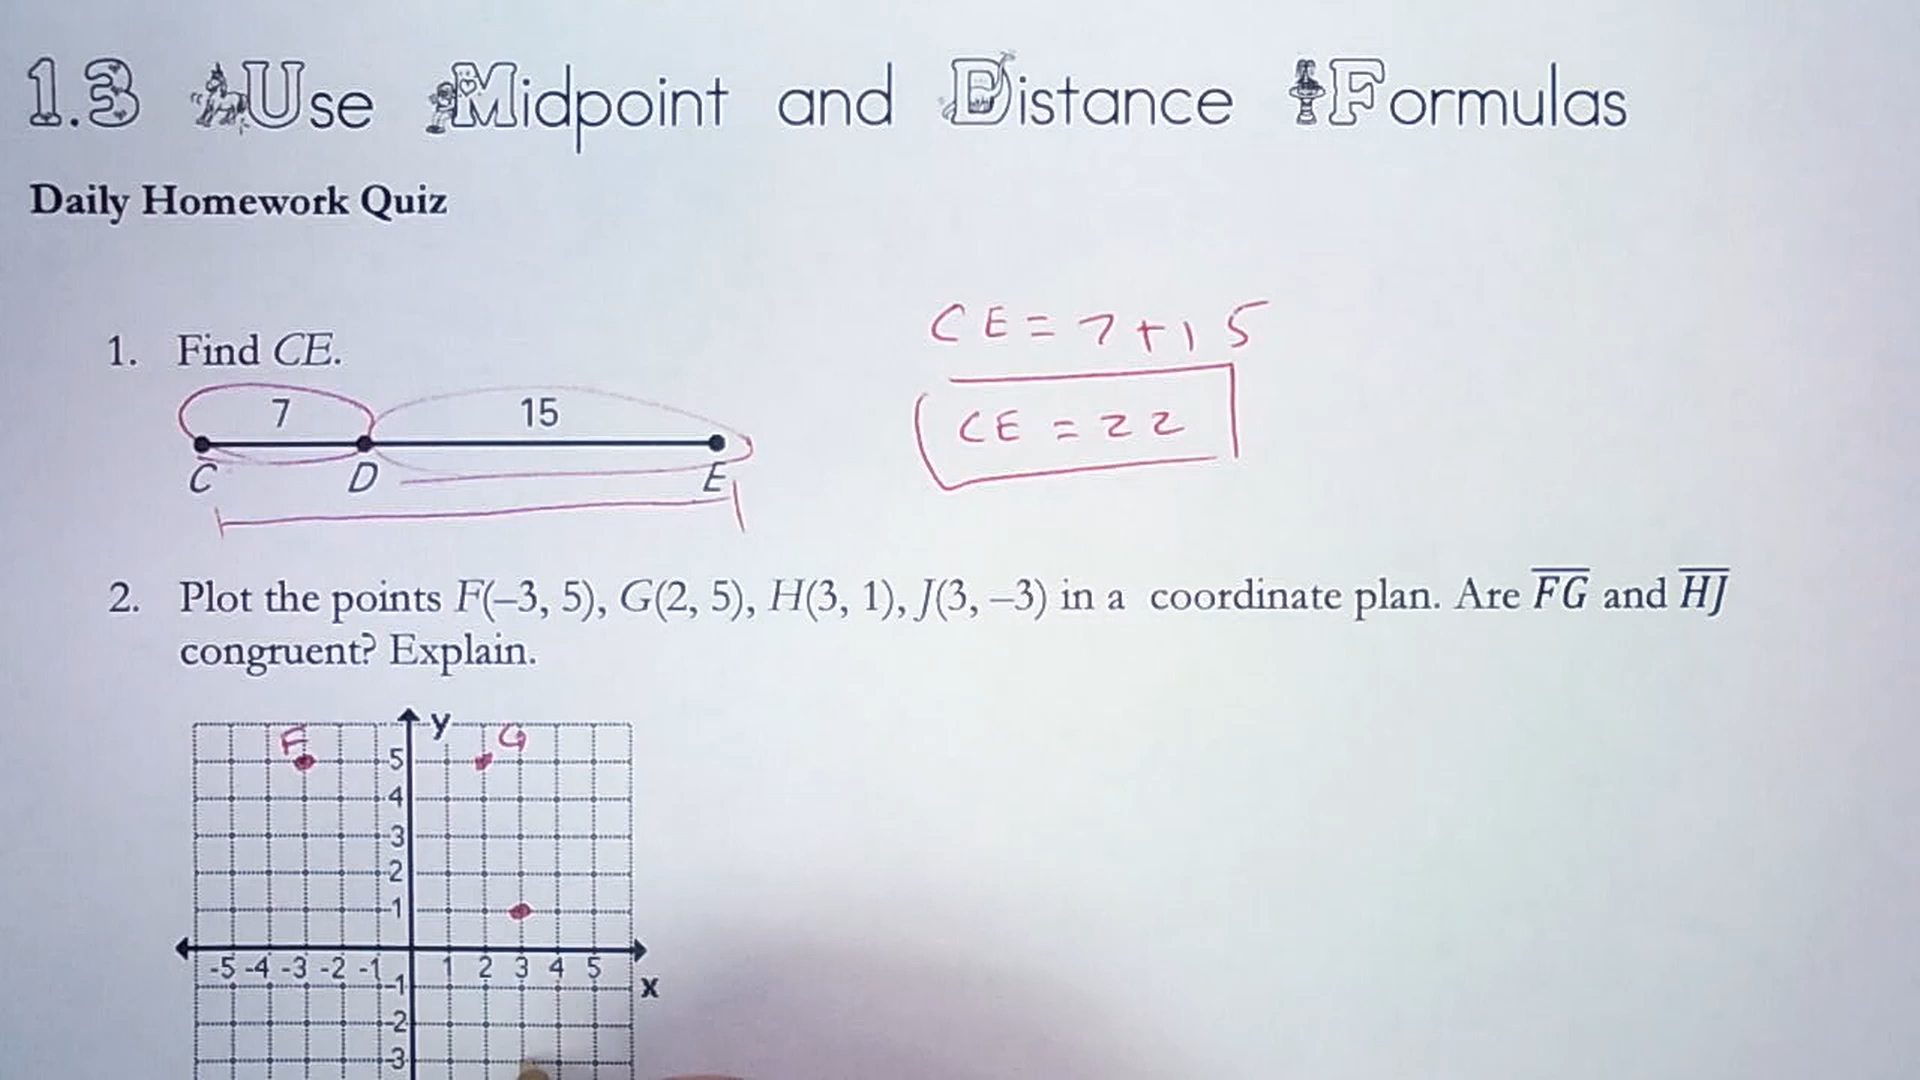 1.3 Use Midpoint and Distance Formulas
Daily Homework Quiz
CE = 7 + 15
1. Find CE.
7 15
CE = 22
C D E
2. Plot the points F(–3, 5), G(2, 5), H(3, 1), J(3, –3) in a coordinate plan. Are FG and HJ
congruent? Explain.
y
F G
5
4
3
2
1
-5 -4 -3 -2 -1 1 2 3 4 5
-1 x
-2
-3